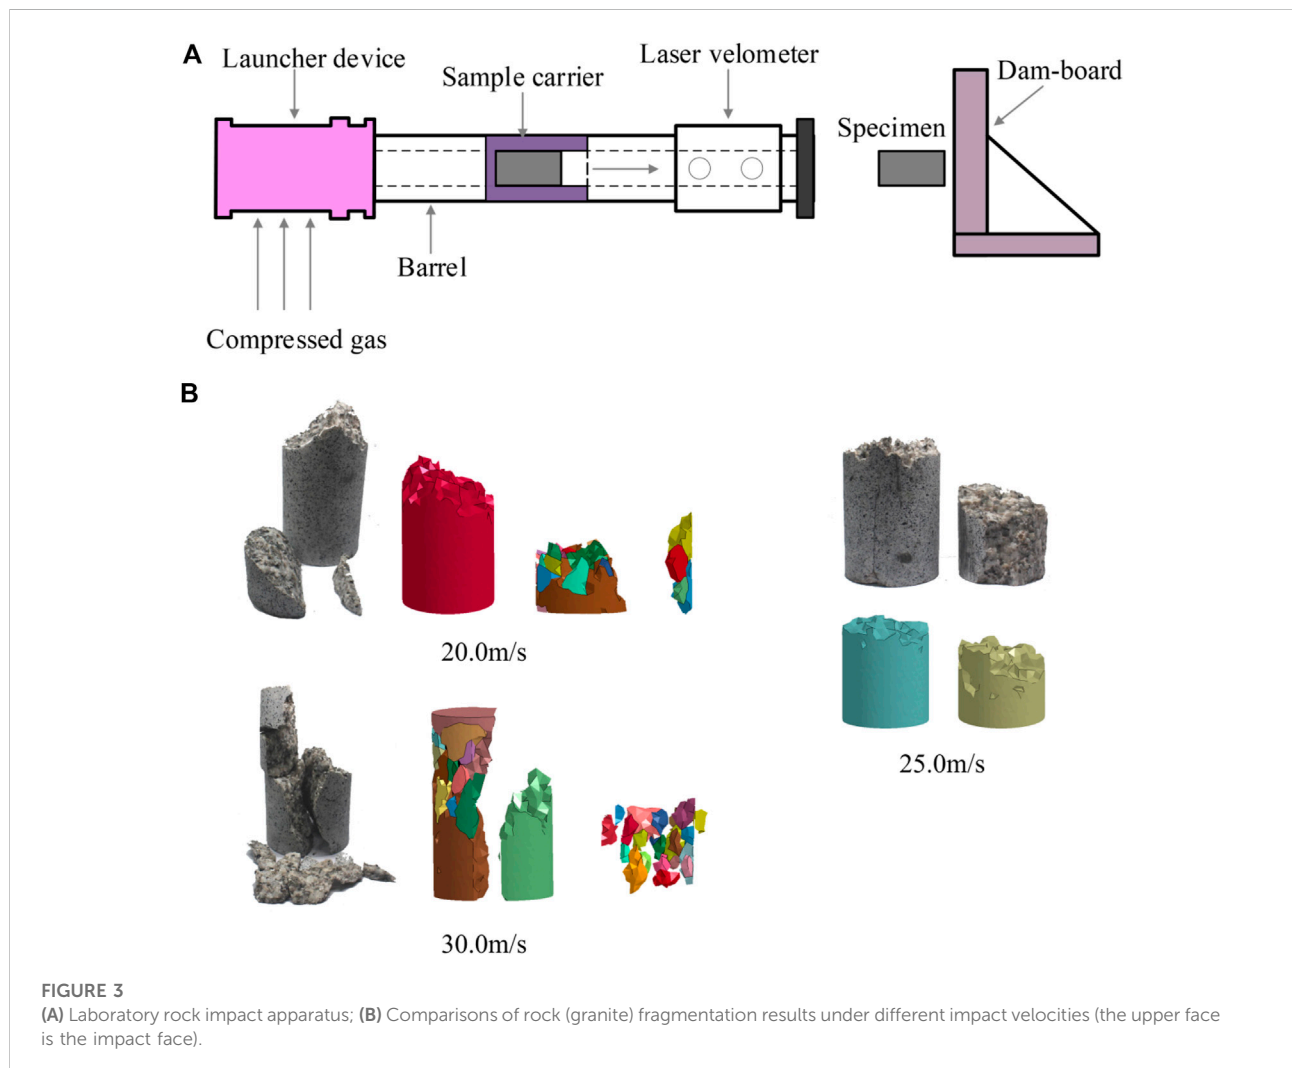 A
Launcher device
Sample carrier
Laser velometer
Dam-board
Specimen
Barrel
Compressed gas
B
20.0m/s
25.0m/s
30.0m/s
FIGURE 3
(A) Laboratory rock impact apparatus; (B) Comparisons of rock (granite) fragmentation results under different impact velocities (the upper face
is the impact face).